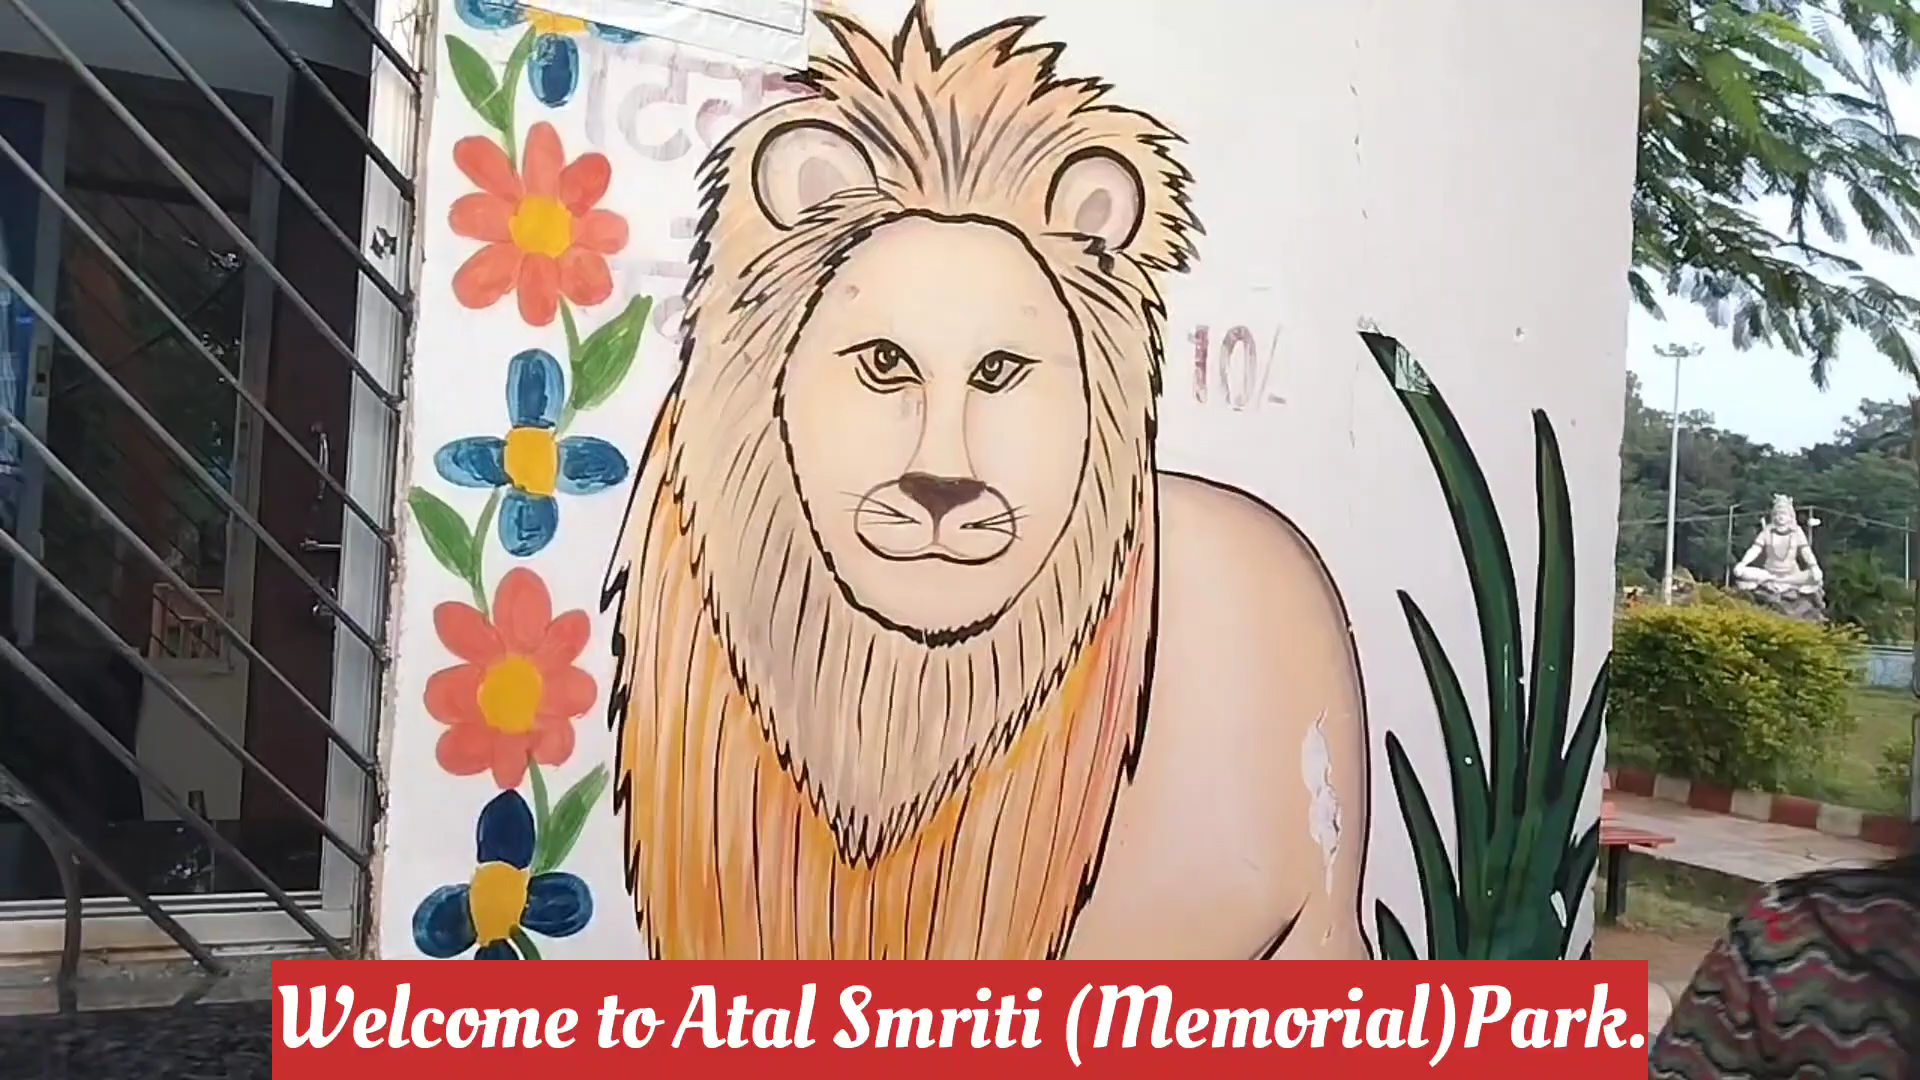 टिक
10/-
Welcome to Atal Smriti (Memorial)Park.